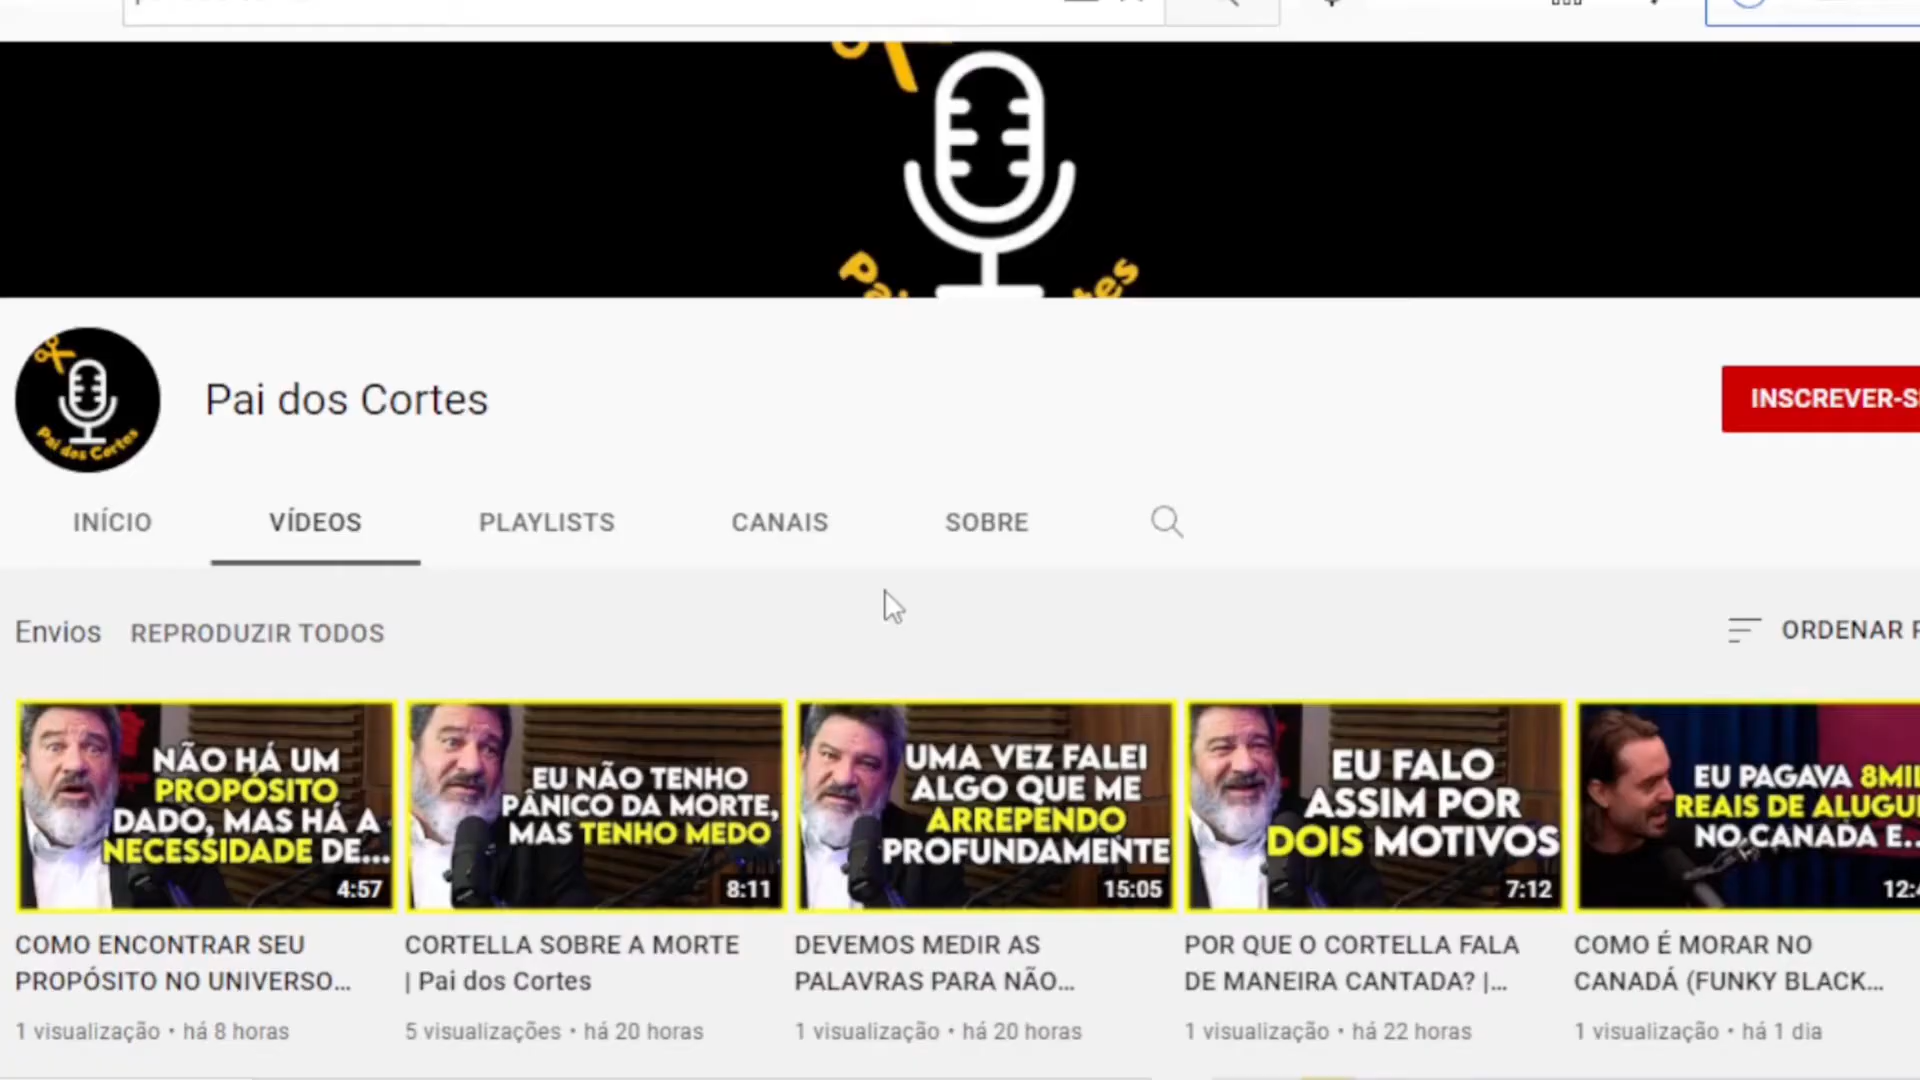 Pai dos Cortes
INSCREVER-S
INÍCIO
VÍDEOS
PLAYLISTS
CANAIS
SOBRE
Envios
REPRODUZIR TODOS
ORDENAR
NÃO HÁ UM
PROPÓSITO
DADO, MAS HÁ A
NECESSIDADE DE...
4:57
EU NÃO TENHO
PÂNICO DA MORTE,
MAS TENHO MEDO
8:11
UMA VEZ FALEI
ALGO QUE ME
ARREPENDO
PROFUNDAMENTE
15:05
EU FALO
ASSIM POR
DOIS MOTIVOS
7:12
EU PAGAVA 8MIL
REAIS DE ALUGU
NO CANADA E..
12:4
COMO ENCONTRAR SEU
PROPÓSITO NO UNIVERSO...
1 visualização • há 8 horas
CORTELLA SOBRE A MORTE
| Pai dos Cortes
5 visualizações • há 20 horas
DEVEMOS MEDIR AS
PALAVRAS PARA NÃO...
1 visualização • há 20 horas
POR QUE O CORTELLA FALA
DE MANEIRA CANTADA? |...
1 visualização • há 22 horas
COMO É MORAR NO
CANADÁ (FUNKY BLACK...
1 visualização • há 1 dia